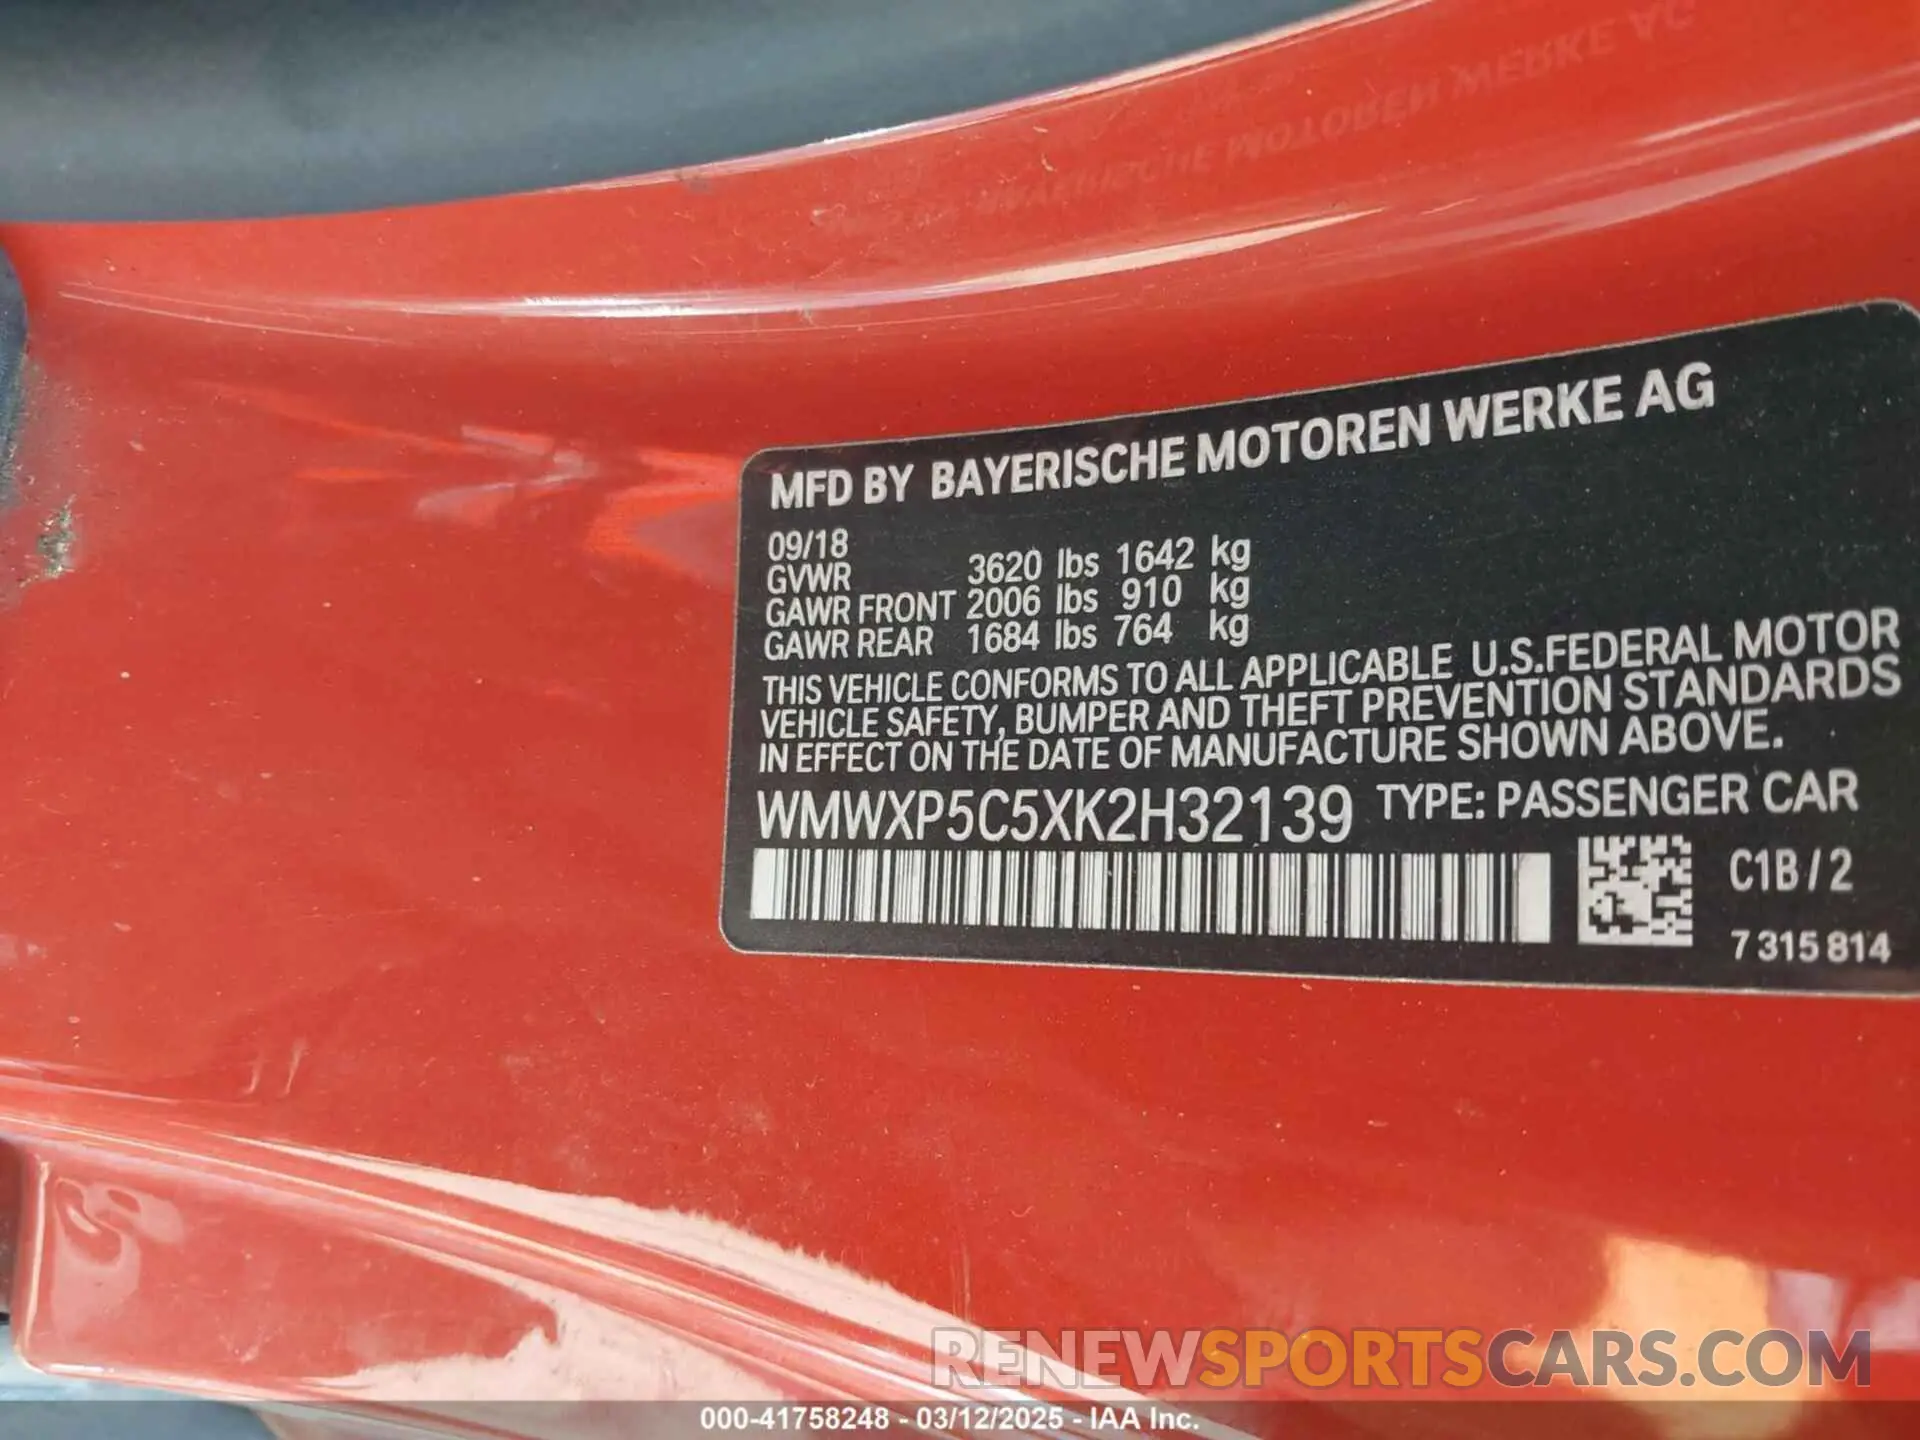 MFD BY BAYERISCHE MOTOREN WERKE AG
09/18
GVWR 3620 lbs 1642 kg
GAWR FRONT 2006 lbs 910 kg
GAWR REAR 1684 lbs 764 kg
THIS VEHICLE CONFORMS TO ALL APPLICABLE U.S.FEDERAL MOTOR
VEHICLE SAFETY, BUMPER AND THEFT PREVENTION STANDARDS
IN EFFECT ON THE DATE OF MANUFACTURE SHOWN ABOVE.
WMWXP5C5XK2H32139 TYPE: PASSENGER CAR
C1B / 2
7 315 814
RENEWSPORTSCARS.COM
000-41758248 - 03/12/2025 - IAA Inc.